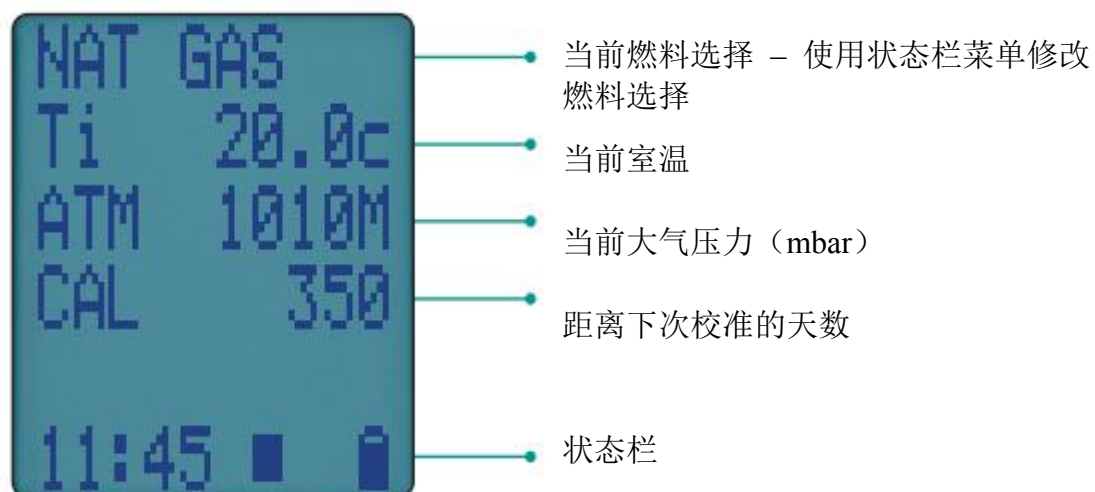 NAT GAS
当前燃料选择 – 使用状态栏菜单修改
燃料选择
Ti 20.0c
当前室温
ATM 1010M
当前大气压力（mbar）
CAL 350
距离下次校准的天数
11:45
状态栏